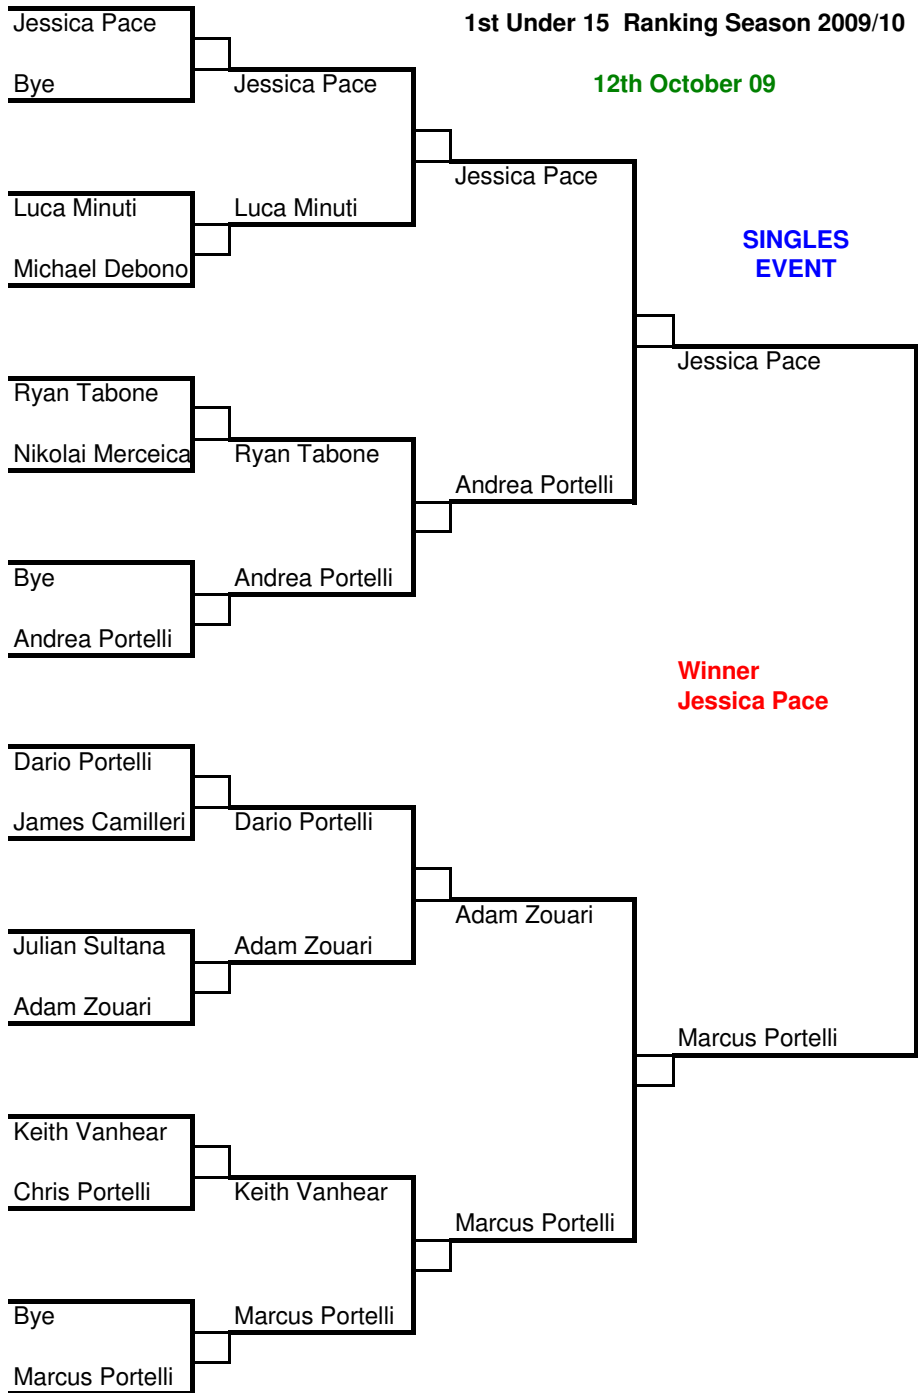 Jessica Pace
1st Under 15 Ranking Season 2009/10
Bye
Jessica Pace
12th October 09
Jessica Pace
Luca Minuti
Luca Minuti
SINGLES
EVENT
Michael Debono
Jessica Pace
Ryan Tabone
Nikolai Merceica
Ryan Tabone
Andrea Portelli
Bye
Andrea Portelli
Andrea Portelli
Winner
Jessica Pace
Dario Portelli
James Camilleri
Dario Portelli
Adam Zouari
Julian Sultana
Adam Zouari
Adam Zouari
Marcus Portelli
Keith Vanhear
Chris Portelli
Keith Vanhear
Marcus Portelli
Bye
Marcus Portelli
Marcus Portelli